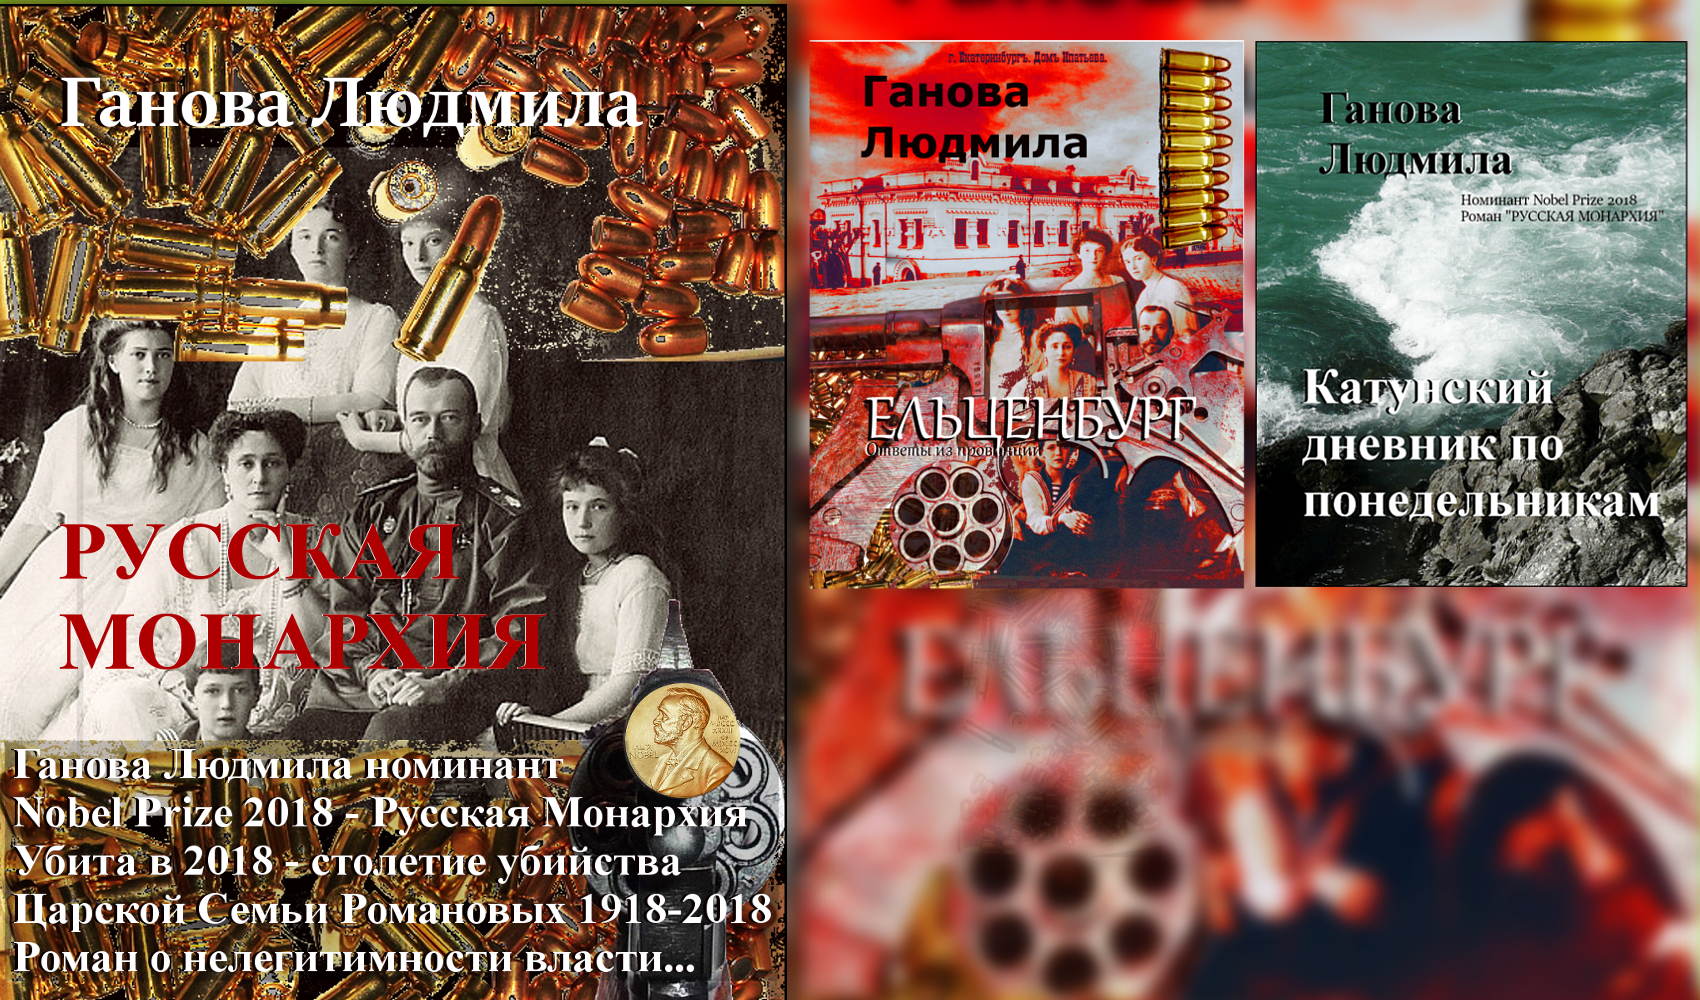 Ганова Людмила
РУССКАЯ
МОНАРХИЯ
Ганова Людмила номинант
Nobel Prize 2018 - Русская Монархия
Убита в 2018 - столетие убийства
Царской Семьи Романовых 1918-2018
Роман о нелегитимности власти...
г. Екатеринбургъ. Домъ Ипатьева.
Ганова
Людмила
ЕЛЬЦЕНБУРГ
Ответы из провинции
Ганова
Людмила
Номинант Nobel Prize 2018
Роман "РУССКАЯ МОНАРХИЯ"
Катунский
дневник по
понедельникам
ЕЛЬЦЕНБУРГ